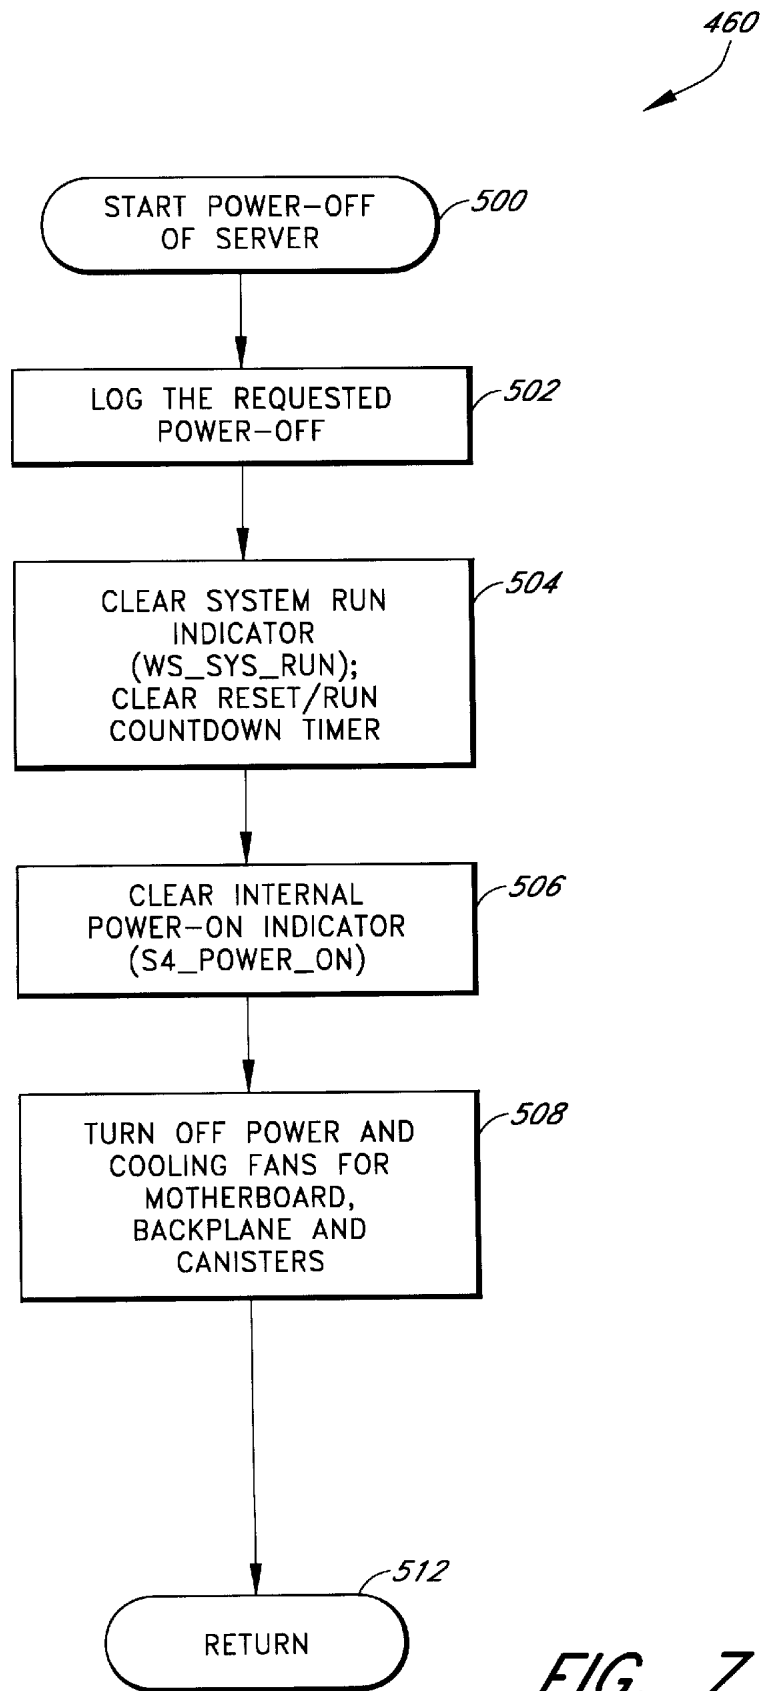 460
START POWER-OFF
OF SERVER
500
LOG THE REQUESTED
POWER-OFF
502
CLEAR SYSTEM RUN
INDICATOR
(WS_SYS_RUN);
CLEAR RESET/RUN
COUNTDOWN TIMER
504
CLEAR INTERNAL
POWER-ON INDICATOR
(S4_POWER_ON)
506
TURN OFF POWER AND
COOLING FANS FOR
MOTHERBOARD,
BACKPLANE AND
CANISTERS
508
RETURN
512
FIG. 7